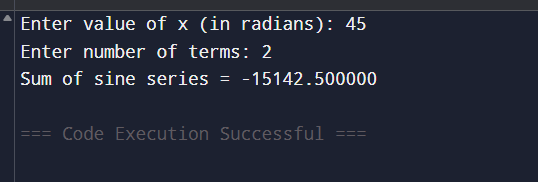 Enter value of x (in radians): 45
Enter number of terms: 2
Sum of sine series = -15142.500000
=== Code Execution Successful ===